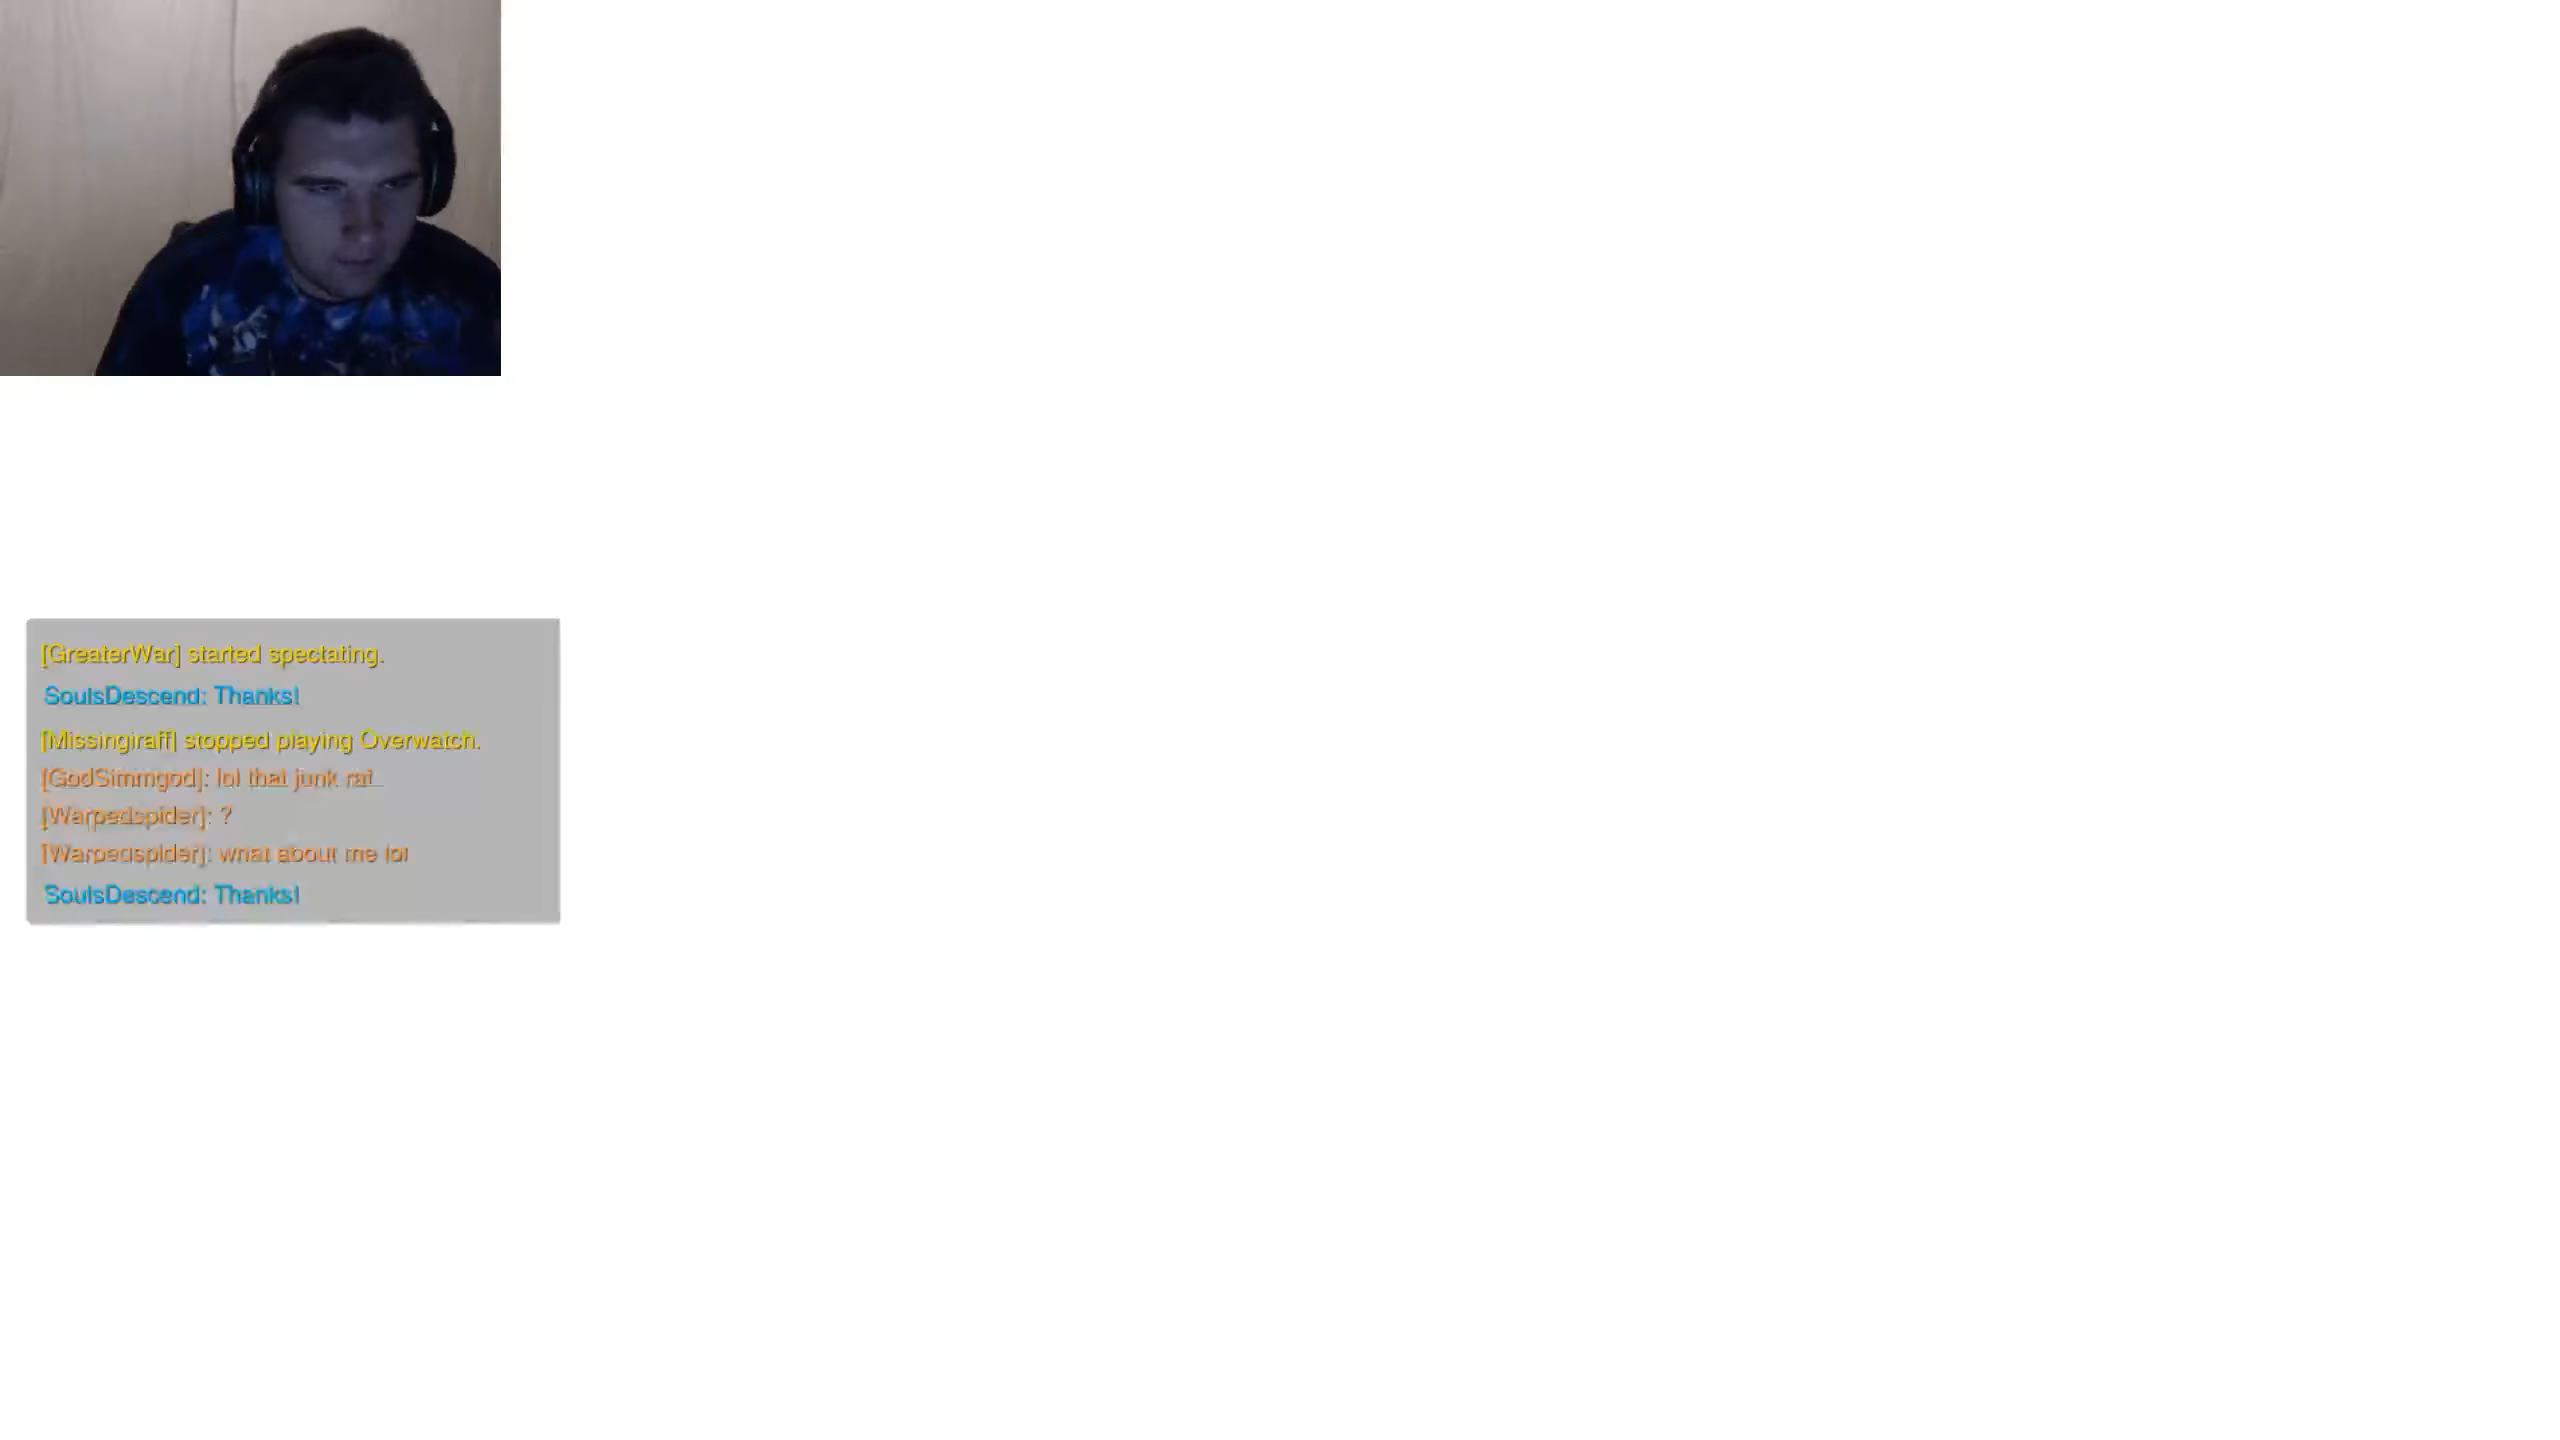 [GreaterWar] started spectating.
SoulsDescend: Thanks!
[Missingiraff] stopped playing Overwatch.
[GodSimmgod]: lol that junk rat
[Warpedspider]: ?
[Warpedspider]: what about me lol
SoulsDescend: Thanks!